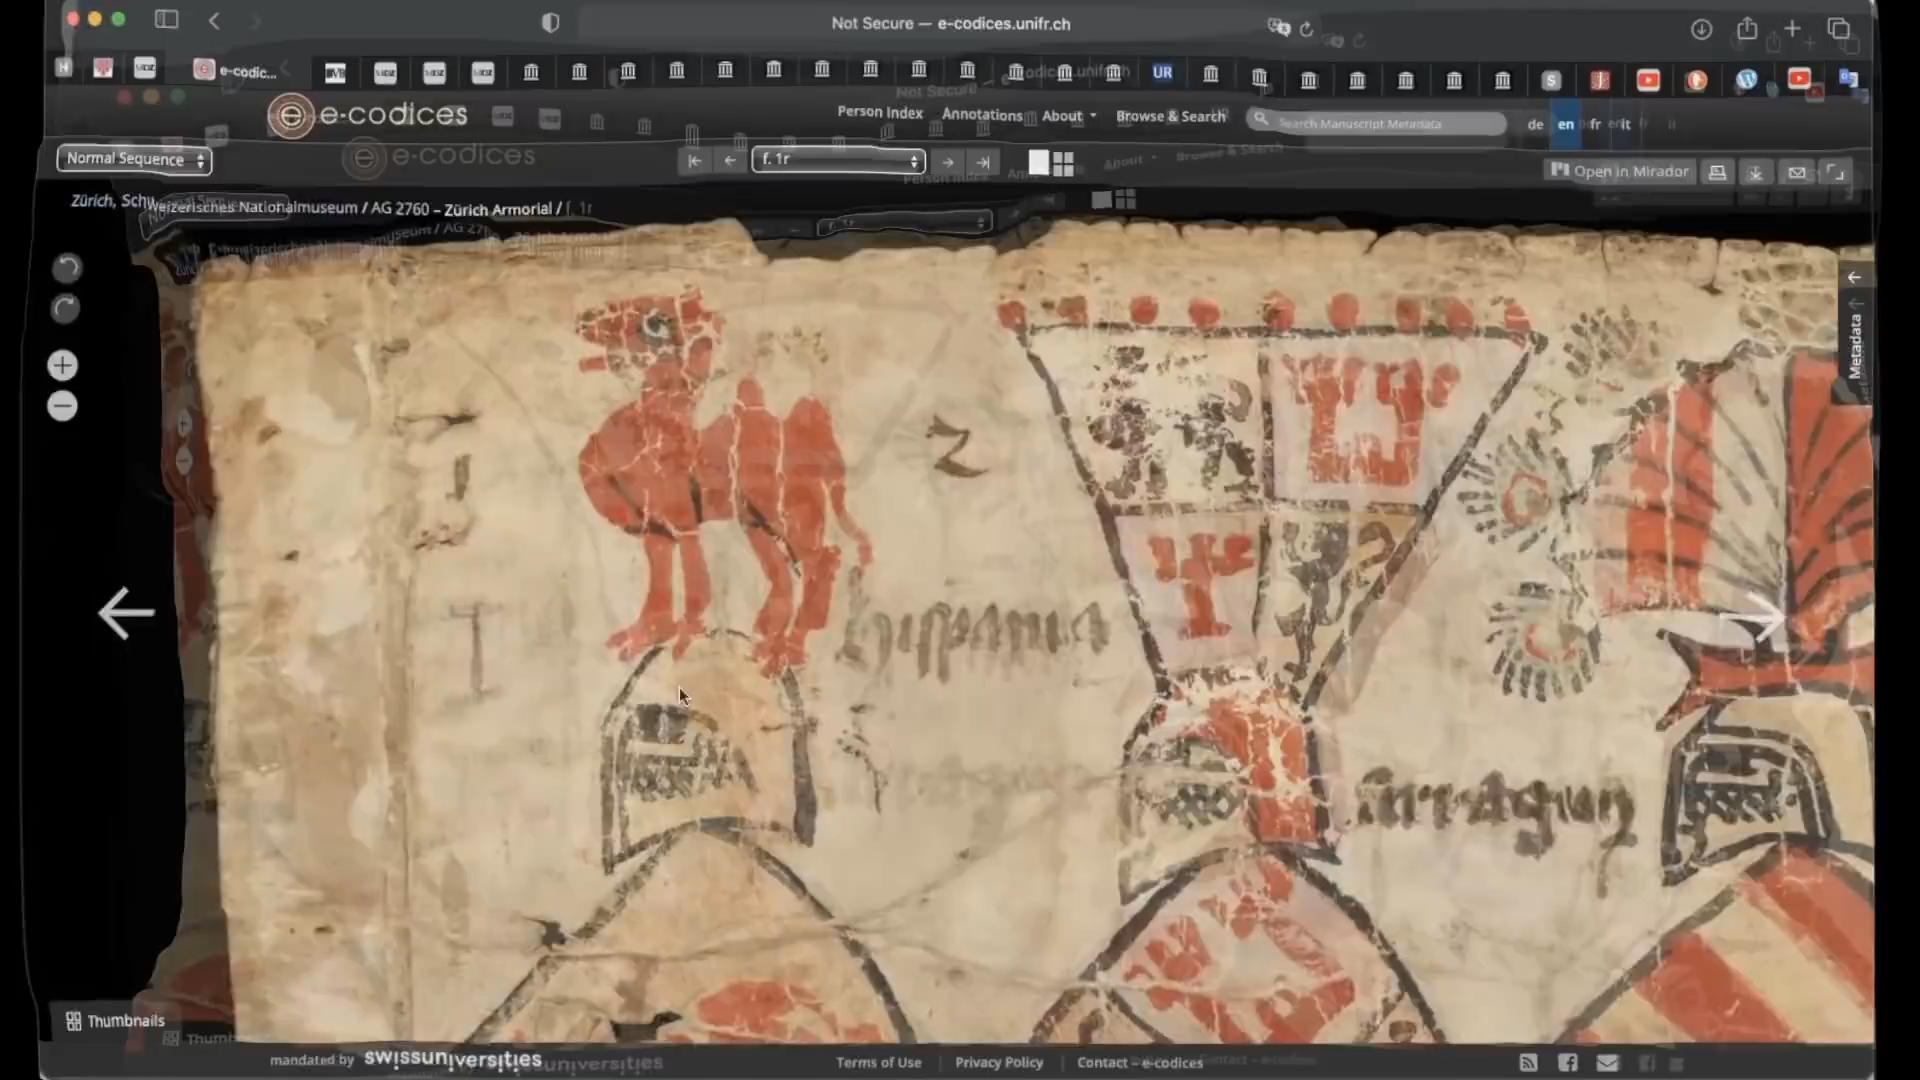 Not Secure — e-codices.unifr.ch
e-codic...
UR
S
e-codices
Person Index
Annotations
About
Browse & Search
Search Manuscript Metadata
de
en
fr
it
Normal Sequence
f. 1r
Open in Mirador
Zürich, Schweizerisches Nationalmuseum / AG 2760 – Zürich Armorial / f. 1r
Metadata
z
hispania
Thumbnails
mandated by swissuniversities
Terms of Use
Privacy Policy
Contact – e-codices